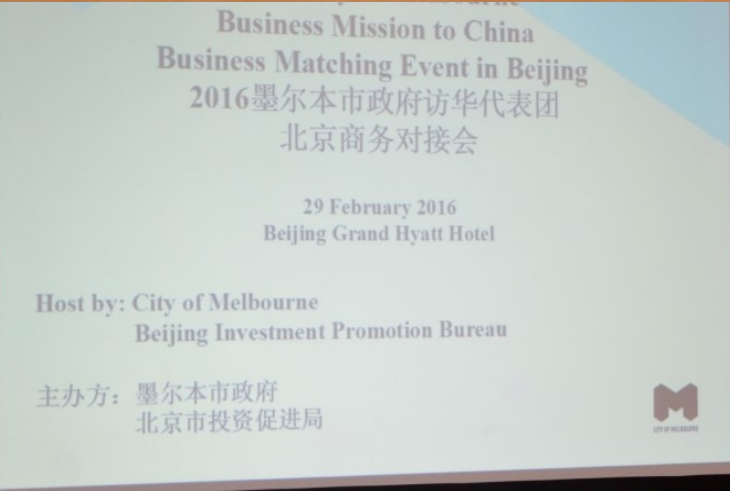 Business Mission to China
Business Matching Event in Beijing
2016墨尔本市政府访华代表团
北京商务对接会
29 February 2016
Beijing Grand Hyatt Hotel
Host by: City of Melbourne
Beijing Investment Promotion Bureau
主办方：墨尔本市政府
北京市投资促进局
CITY OF MELBOURNE